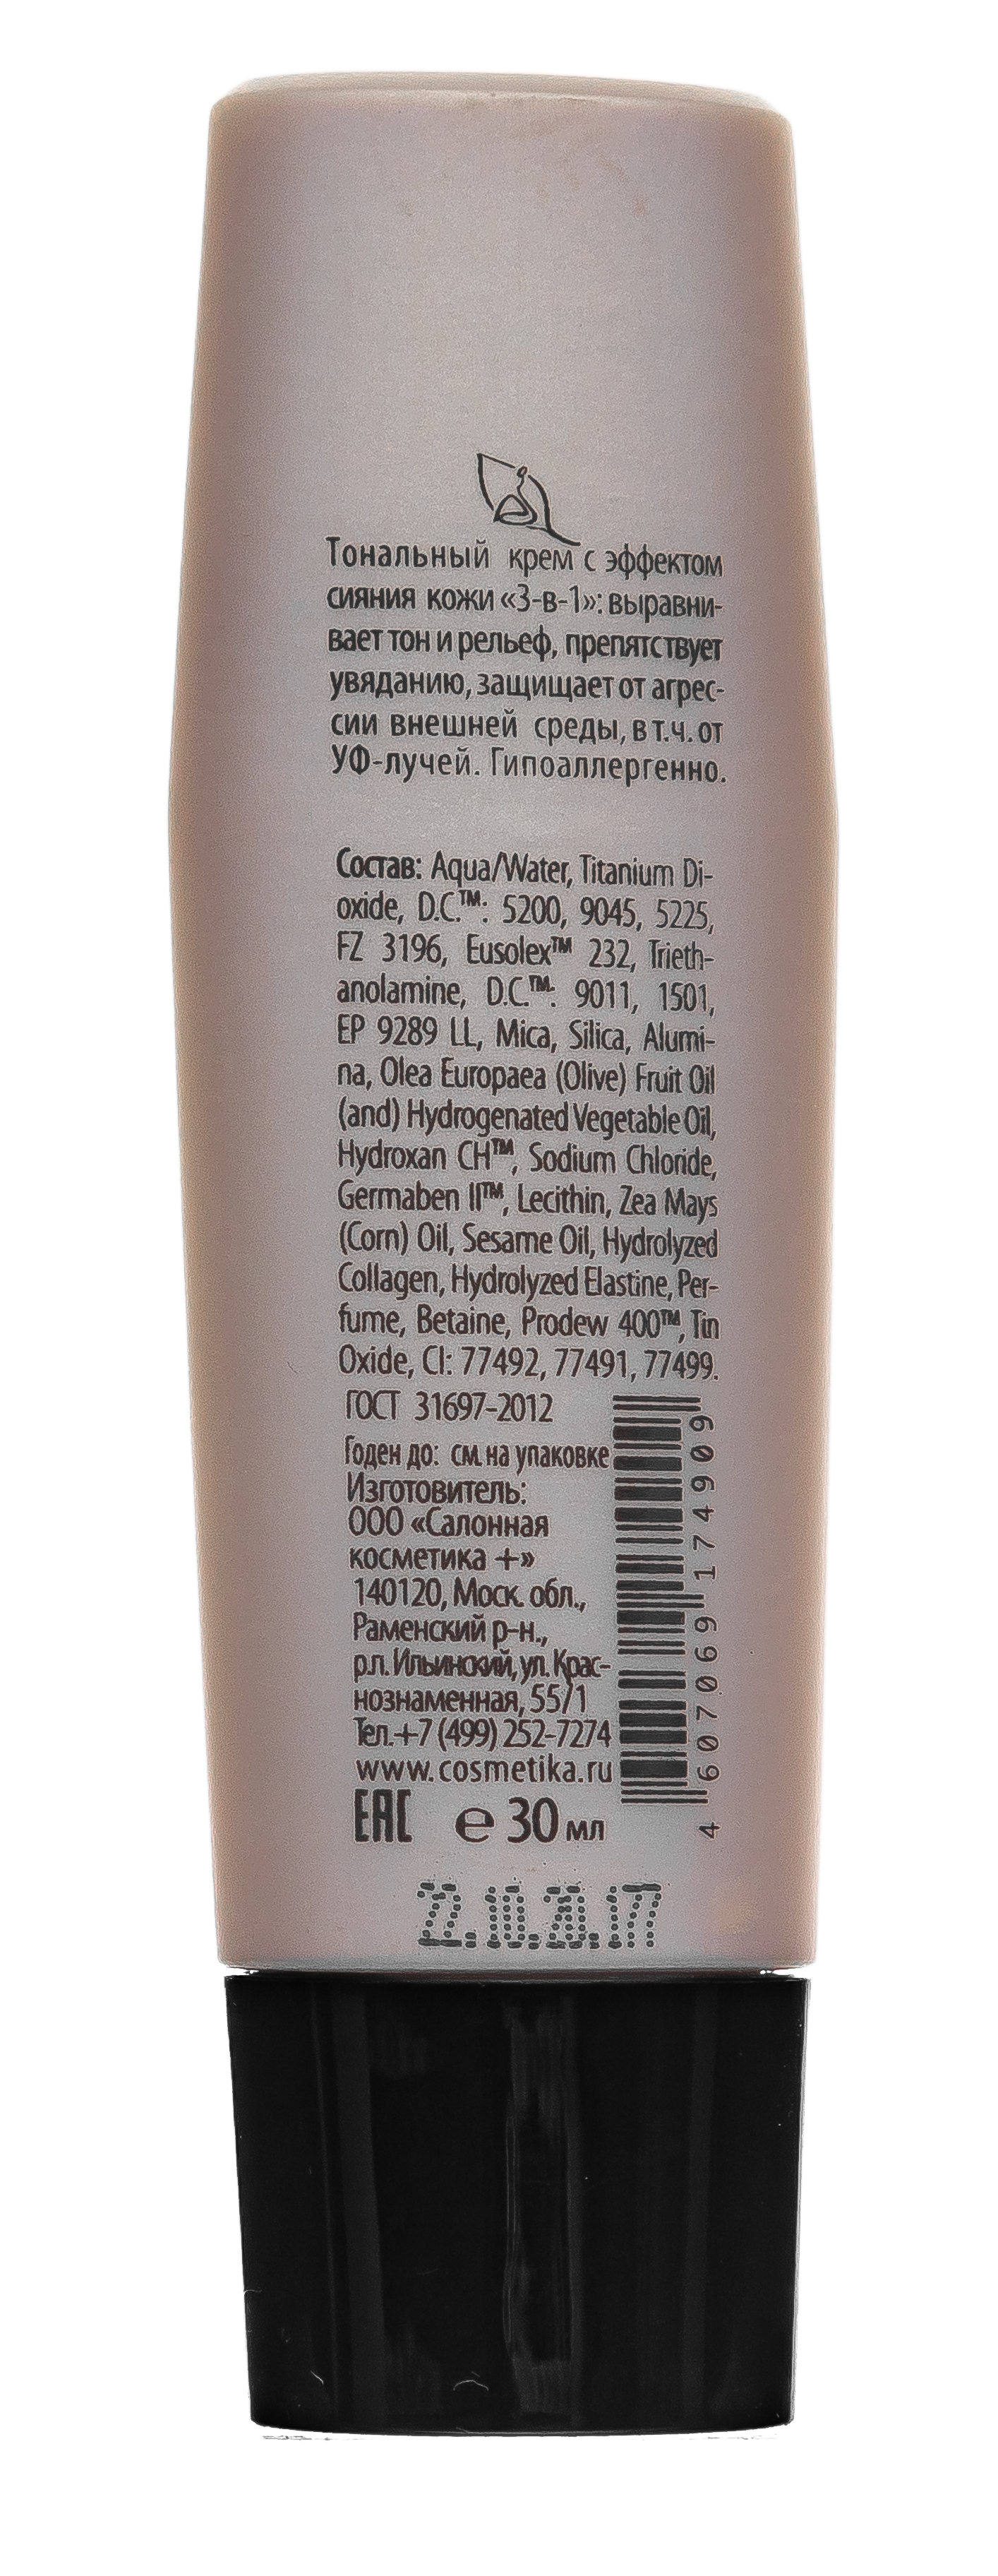 Тональный крем с эффектом
сияния кожи «3-в-1»: выравни-
вает тон и рельеф, препятствует
увяданию, защищает от агрес-
сии внешней среды, в т.ч. от
УФ-лучей. Гипоаллергенно.
Состав: Aqua/Water, Titanium Di-
oxide, D.C.™: 5200, 9045, 5225,
FZ 3196, Eusolex™ 232, Trieth-
anolamine, D.C.™: 9011, 1501,
EP 9289 LL, Mica, Silica, Alumi-
na, Olea Europaea (Olive) Fruit Oil
(and) Hydrogenated Vegetable Oil,
Hydroxan CH™, Sodium Chloride,
Germaben II™, Lecithin, Zea Mays
(Corn) Oil, Sesame Oil, Hydrolyzed
Collagen, Hydrolyzed Elastine, Per-
fume, Betaine, Prodew 400™, Tin
Oxide, CI: 77492, 77491, 77499.
ГОСТ 31697-2012
Годен до: см. на упаковке
Изготовитель:
ООО «Салонная
косметика +»
140120, Моск. обл.,
Раменский р-н.,
р.п. Ильинский, ул. Крас-
нознаменная, 55/1
Тел.+7 (499) 252-7274
www.cosmetika.ru
EAC e 30 мл
4 607069 174909
22.10.20.177